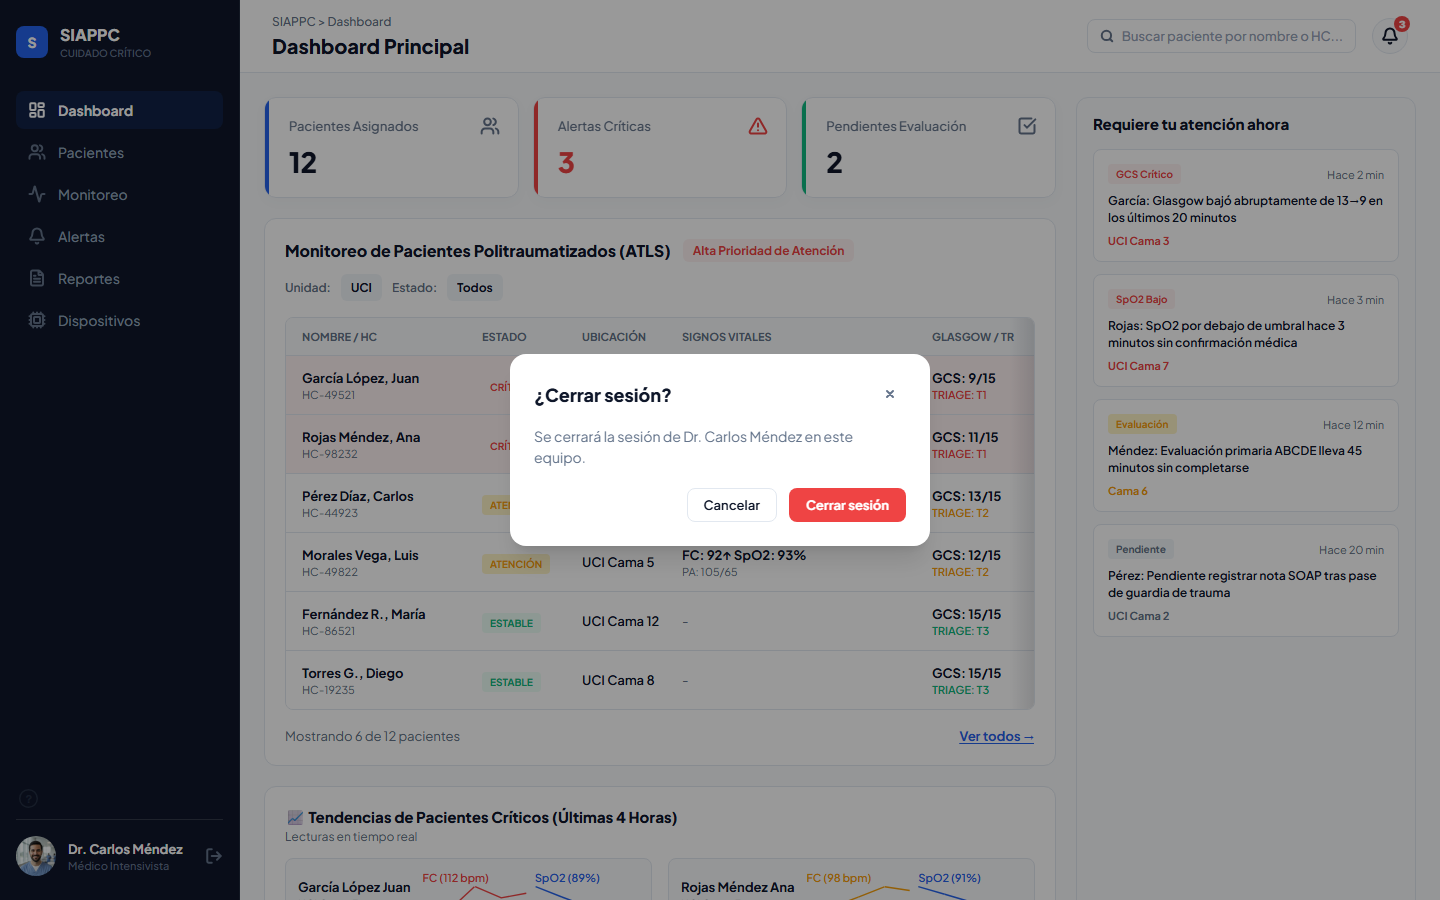 S
SIAPPC
CUIDADO CRÍTICO
Dashboard
Pacientes
Monitoreo
Alertas
Reportes
Dispositivos
?
Dr. Carlos Méndez
Médico Intensivista
SIAPPC > Dashboard
Dashboard Principal
Buscar paciente por nombre o HC...
3
Pacientes Asignados
12
Alertas Críticas
3
Pendientes Evaluación
2
Monitoreo de Pacientes Politraumatizados (ATLS)
Alta Prioridad de Atención
Unidad: UCI Estado: Todos
NOMBRE / HC ESTADO UBICACIÓN SIGNOS VITALES GLASGOW / TR
García López, Juan
HC-49521
GCS: 9/15
TRIAGE: T1
Rojas Méndez, Ana
HC-98232
GCS: 11/15
TRIAGE: T1
Pérez Díaz, Carlos
HC-44923
GCS: 13/15
TRIAGE: T2
Morales Vega, Luis
HC-49822
ATENCIÓN
UCI Cama 5
FC: 92↑ SpO2: 93%
PA: 105/65
GCS: 12/15
TRIAGE: T2
Fernández R., María
HC-86521
ESTABLE
UCI Cama 12
-
GCS: 15/15
TRIAGE: T3
Torres G., Diego
HC-19235
ESTABLE
UCI Cama 8
-
GCS: 15/15
TRIAGE: T3
Mostrando 6 de 12 pacientes
Ver todos →
¿Cerrar sesión?
×
Se cerrará la sesión de Dr. Carlos Méndez en este
equipo.
Cancelar
Cerrar sesión
Tendencias de Pacientes Críticos (Últimas 4 Horas)
Lecturas en tiempo real
García López Juan
FC (112 bpm)
SpO2 (89%)
Rojas Méndez Ana
FC (98 bpm)
SpO2 (91%)
Requiere tu atención ahora
GCS Crítico
Hace 2 min
García: Glasgow bajó abruptamente de 13→9 en
los últimos 20 minutos
UCI Cama 3
SpO2 Bajo
Hace 3 min
Rojas: SpO2 por debajo de umbral hace 3
minutos sin confirmación médica
UCI Cama 7
Evaluación
Hace 12 min
Méndez: Evaluación primaria ABCDE lleva 45
minutos sin completarse
Cama 6
Pendiente
Hace 20 min
Pérez: Pendiente registrar nota SOAP tras pase
de guardia de trauma
UCI Cama 2